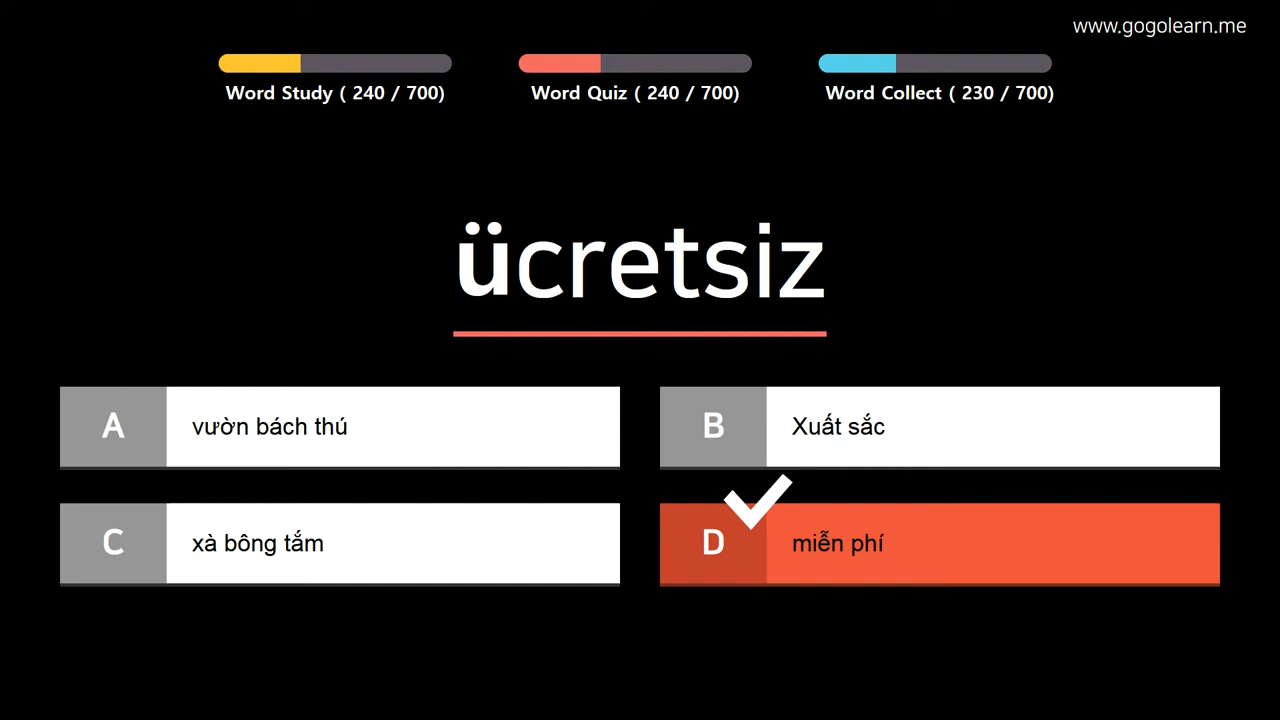 www.gogolearn.me
Word Study ( 240 / 700)
Word Quiz ( 240 / 700)
Word Collect ( 230 / 700)
ücretsiz
A vườn bách thú
B Xuất sắc
C xà bông tắm
D miễn phí